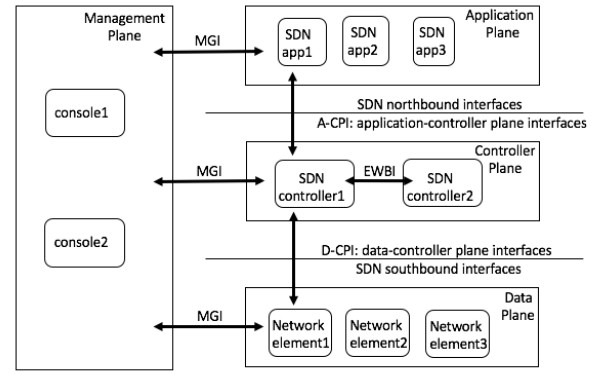 Management
Plane
console1
console2
MGI
MGI
MGI
Application
Plane
SDN
app1
SDN
app2
SDN
app3
SDN northbound interfaces
A-CPI: application-controller plane interfaces
Controller
Plane
SDN
controller1
EWBI
SDN
controller2
D-CPI: data-controller plane interfaces
SDN southbound interfaces
Data
Plane
Network
element1
Network
element2
Network
element3